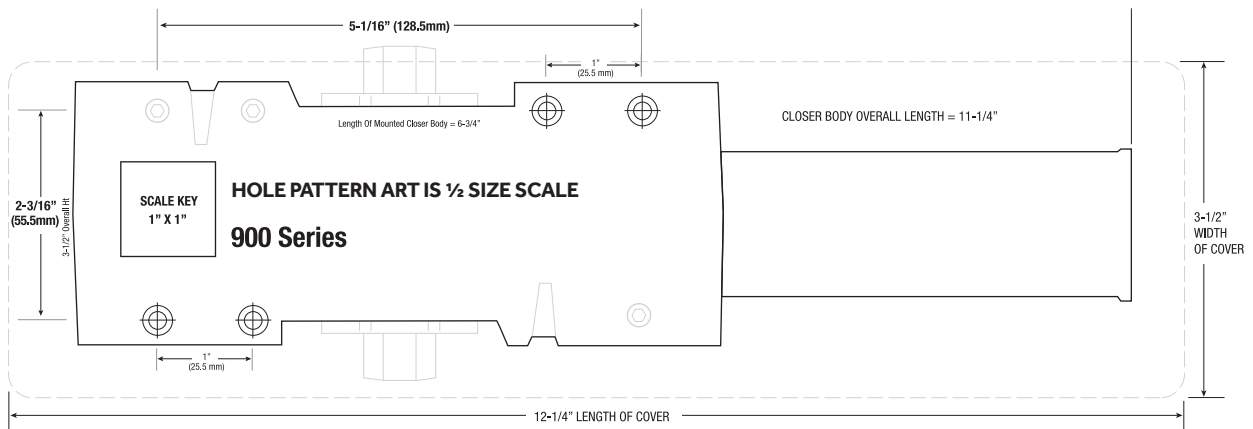 5-1/16” (128.5mm)
1”
(25.5 mm)
Length Of Mounted Closer Body = 6-3/4”
CLOSER BODY OVERALL LENGTH = 11-1/4”
2-3/16”
(55.5mm)
3-1/2” Overall Ht
SCALE KEY
1” X 1”
HOLE PATTERN ART IS ½ SIZE SCALE
900 Series
3-1/2”
WIDTH
OF COVER
1”
(25.5 mm)
12-1/4” LENGTH OF COVER